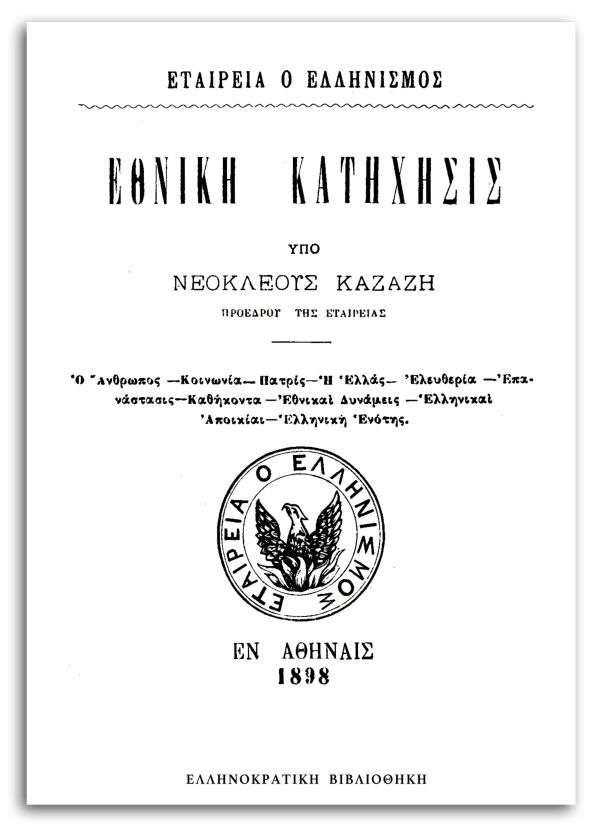 ΕΤΑΙΡΕΙΑ Ο ΕΛΛΗΝΙΣΜΟΣ
ΕΘΝΙΚΗ ΚΑΤΗΧΗΣΙΣ
ΥΠΟ
ΝΕΟΚΛΕΟΥΣ ΚΑΖΑΖΗ
ΠΡΟΕΔΡΟΥ ΤΗΣ ΕΤΑΙΡΕΙΑΣ
Ὁ Ἄνθρωπος — Κοινωνία — Πατρίς — Ἡ Ἑλλάς — Ἐλευθερία — Ἐπα-
νάστασις — Καθήκοντα — Ἐθνικαὶ Δυνάμεις — Ἑλληνικαὶ
Ἀποικίαι — Ἑλληνικὴ Ἑνότης.
ΕΤΑΙΡΕΙΑ Ο ΕΛΛΗΝΙΣΜΟΣ
ΕΝ ΑΘΗΝΑΙΣ
1898
ΕΛΛΗΝΟΚΡΑΤΙΚΗ ΒΙΒΛΙΟΘΗΚΗ